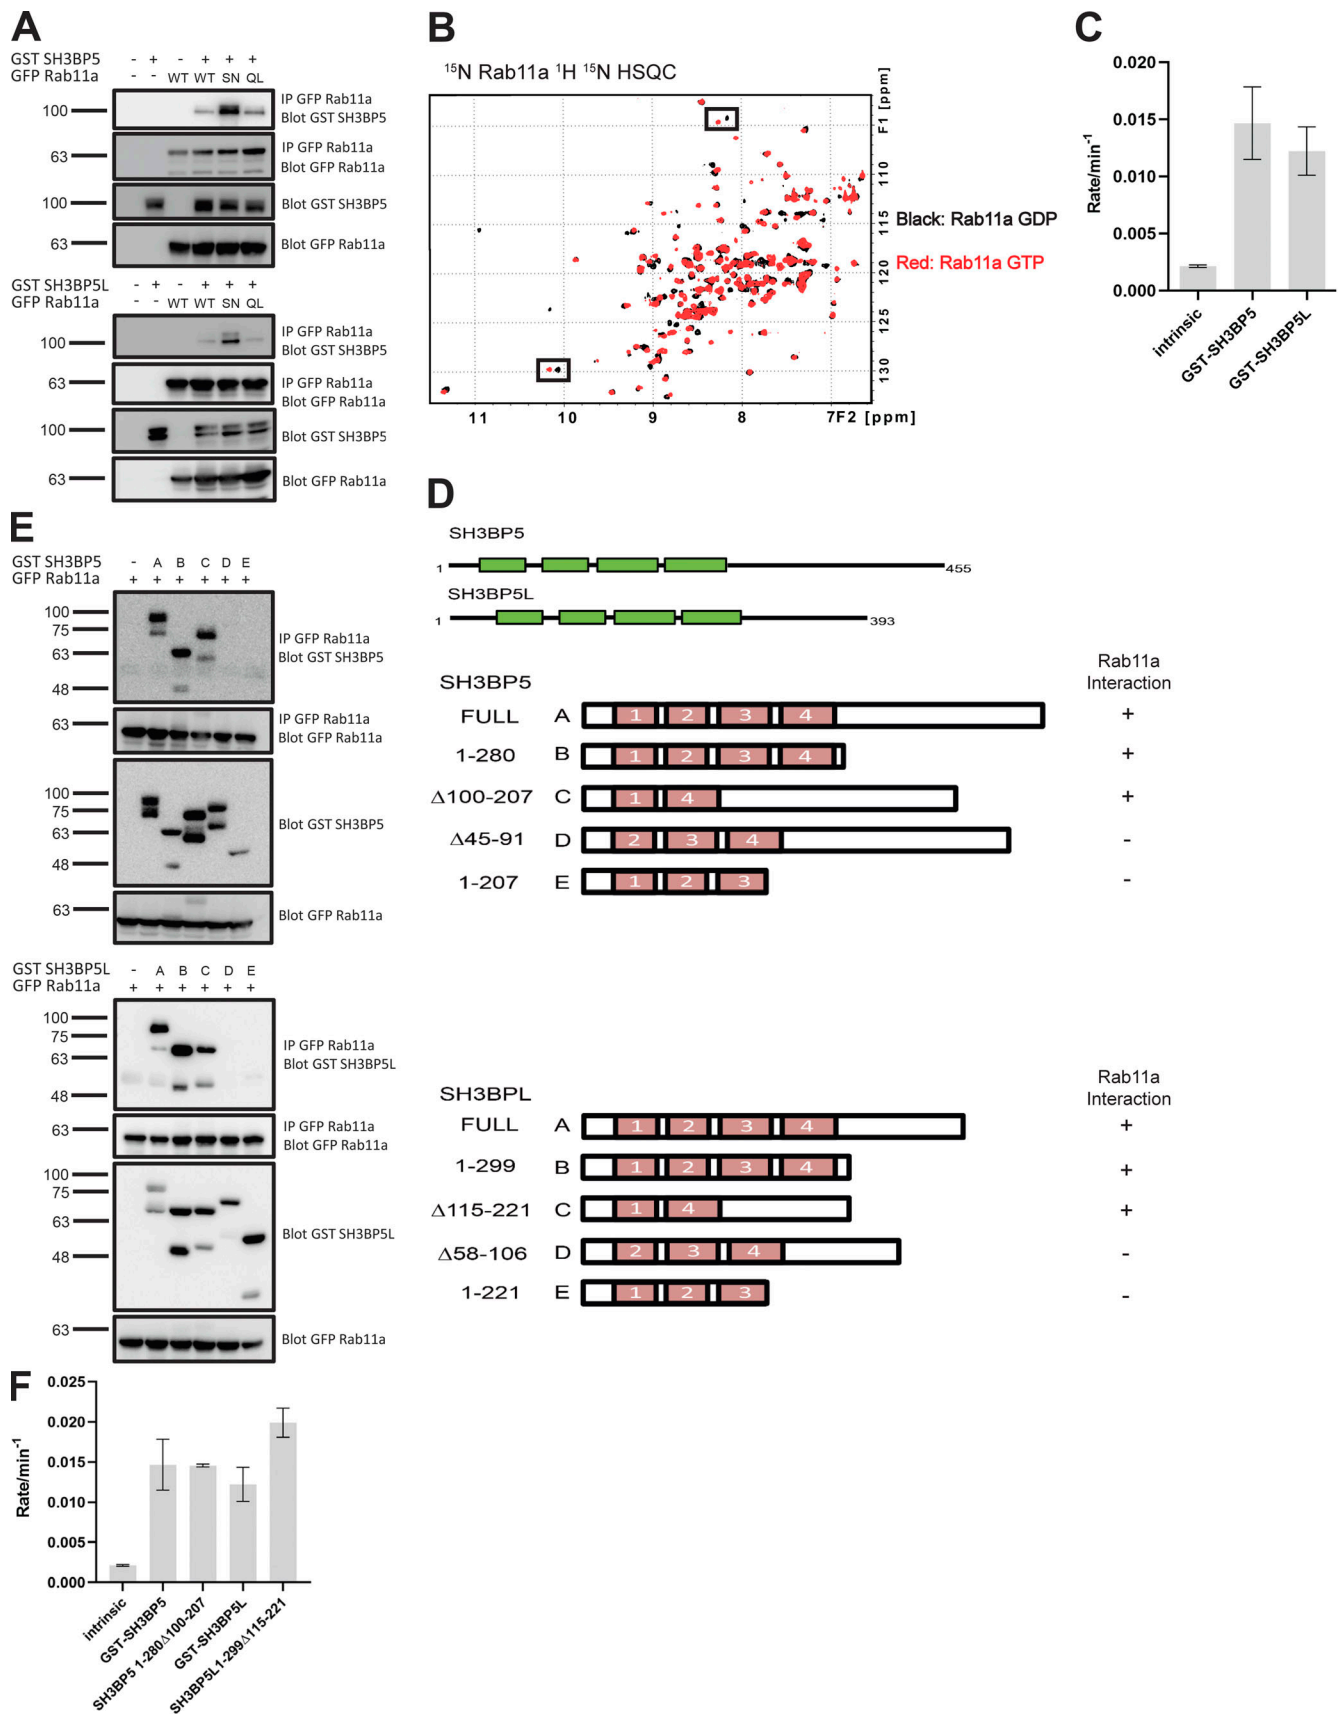 A
GST SH3BP5 - + - + + +
GFP Rab11a - - WT WT SN QL
100
IP GFP Rab11a
Blot GST SH3BP5
63
IP GFP Rab11a
Blot GFP Rab11a
100
Blot GST SH3BP5
63
Blot GFP Rab11a
GST SH3BP5L - + - + + +
GFP Rab11a - - WT WT SN QL
100
IP GFP Rab11a
Blot GST SH3BP5
63
IP GFP Rab11a
Blot GFP Rab11a
100
Blot GST SH3BP5
63
Blot GFP Rab11a
B
15N Rab11a 1H 15N HSQC
F1 [ppm]
110
115
120
125
130
11 10 9 8 7 F2 [ppm]
Black: Rab11a GDP
Red: Rab11a GTP
C
Rate/min-1
0.020
0.015
0.010
0.005
0.000
intrinsic
GST-SH3BP5
GST-SH3BP5L
D
SH3BP5
1 455
SH3BP5L
1 393
Rab11a
Interaction
SH3BP5
FULL A 1 2 3 4 +
1-280 B 1 2 3 4 +
Δ100-207 C 1 4 +
Δ45-91 D 2 3 4 -
1-207 E 1 2 3 -
Rab11a
Interaction
SH3BPL
FULL A 1 2 3 4 +
1-299 B 1 2 3 4 +
Δ115-221 C 1 4 +
Δ58-106 D 2 3 4 -
1-221 E 1 2 3 -
E
GST SH3BP5 - A B C D E
GFP Rab11a + + + + + +
100
75
63
48
IP GFP Rab11a
Blot GST SH3BP5
63
IP GFP Rab11a
Blot GFP Rab11a
100
75
63
48
Blot GST SH3BP5
63
Blot GFP Rab11a
GST SH3BP5L - A B C D E
GFP Rab11a + + + + + +
100
75
63
48
IP GFP Rab11a
Blot GST SH3BP5L
63
IP GFP Rab11a
Blot GFP Rab11a
100
75
63
48
Blot GST SH3BP5L
63
Blot GFP Rab11a
F
Rate/min-1
0.025
0.020
0.015
0.010
0.005
0.000
intrinsic
GST-SH3BP5
SH3BP5 1-280Δ100-207
GST-SH3BP5L
SH3BP5L1-299Δ115-221